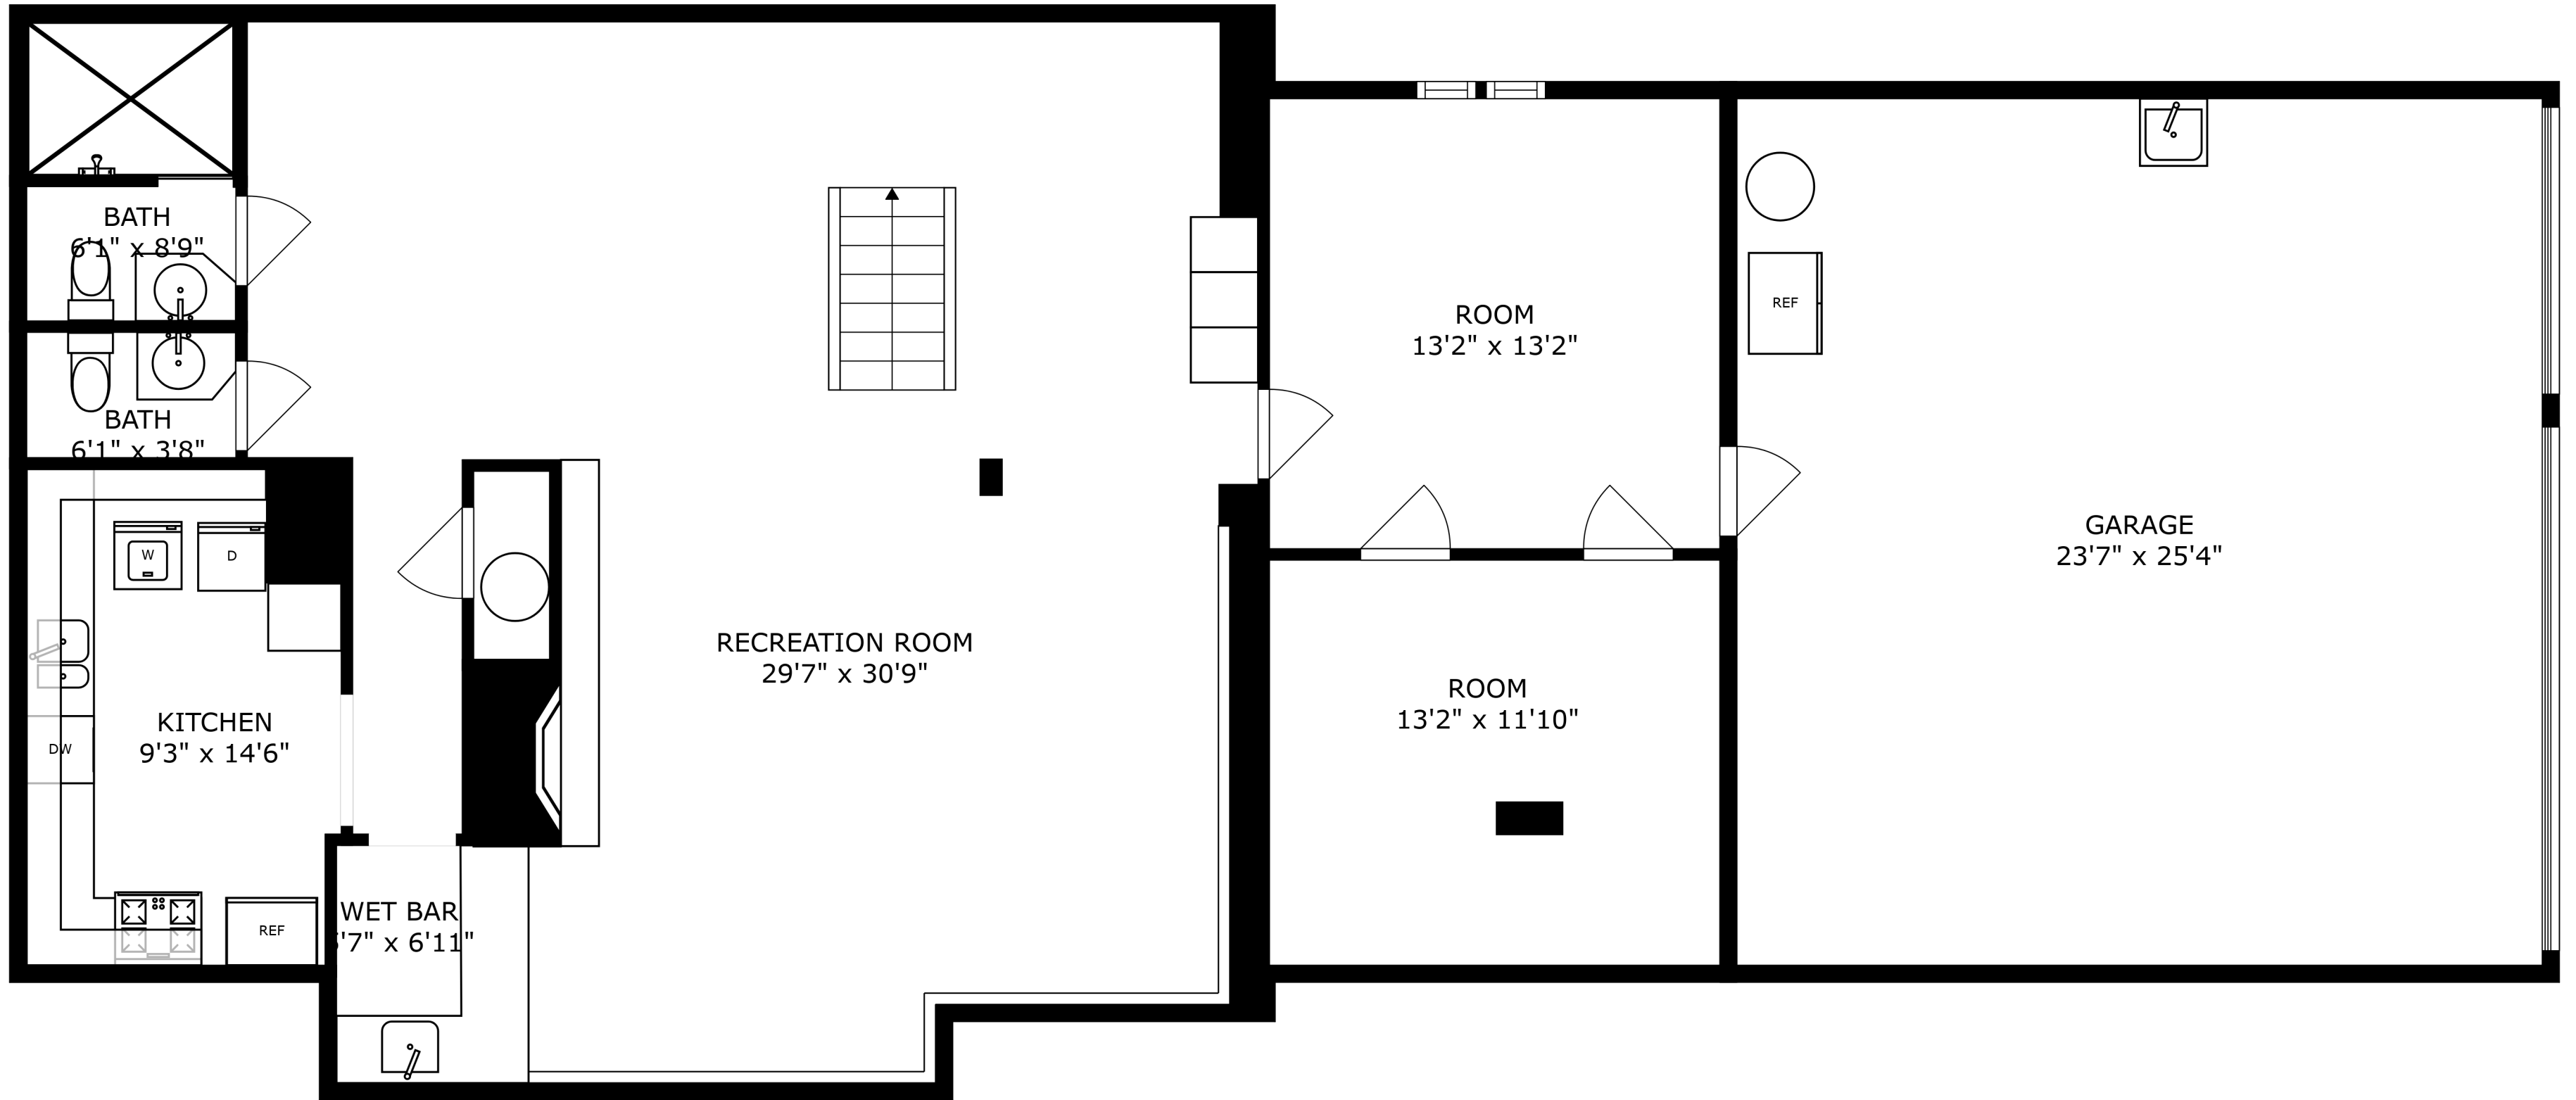 BATH
6'1" x 8'9"
BATH
6'1" x 3'8"
W
D
KITCHEN
9'3" x 14'6"
DW
REF
WET BAR
'7" x 6'11"
RECREATION ROOM
29'7" x 30'9"
ROOM
13'2" x 13'2"
ROOM
13'2" x 11'10"
REF
GARAGE
23'7" x 25'4"